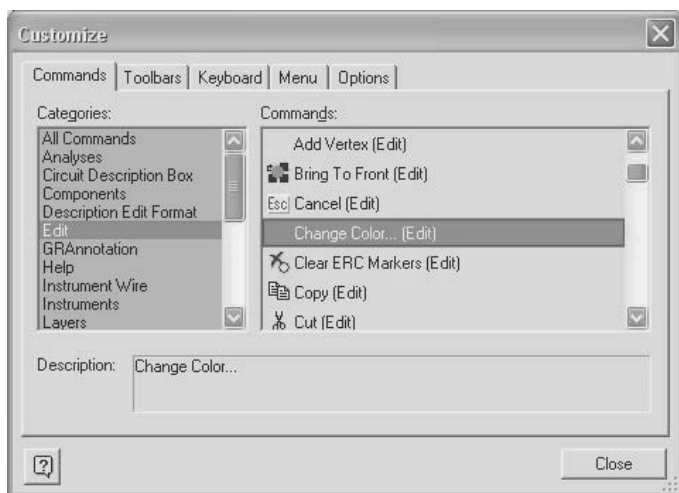 Customize
Commands Toolbars Keyboard Menu Options
Categories:
All Commands
Analyses
Circuit Description Box
Components
Description Edit Format
Edit
GRAnnotation
Help
Instrument Wire
Instruments
Layers
Commands:
Add Vertex (Edit)
Bring To Front (Edit)
Esc Cancel (Edit)
Change Color... (Edit)
Clear ERC Markers (Edit)
Copy (Edit)
Cut (Edit)
Description: Change Color...
Close